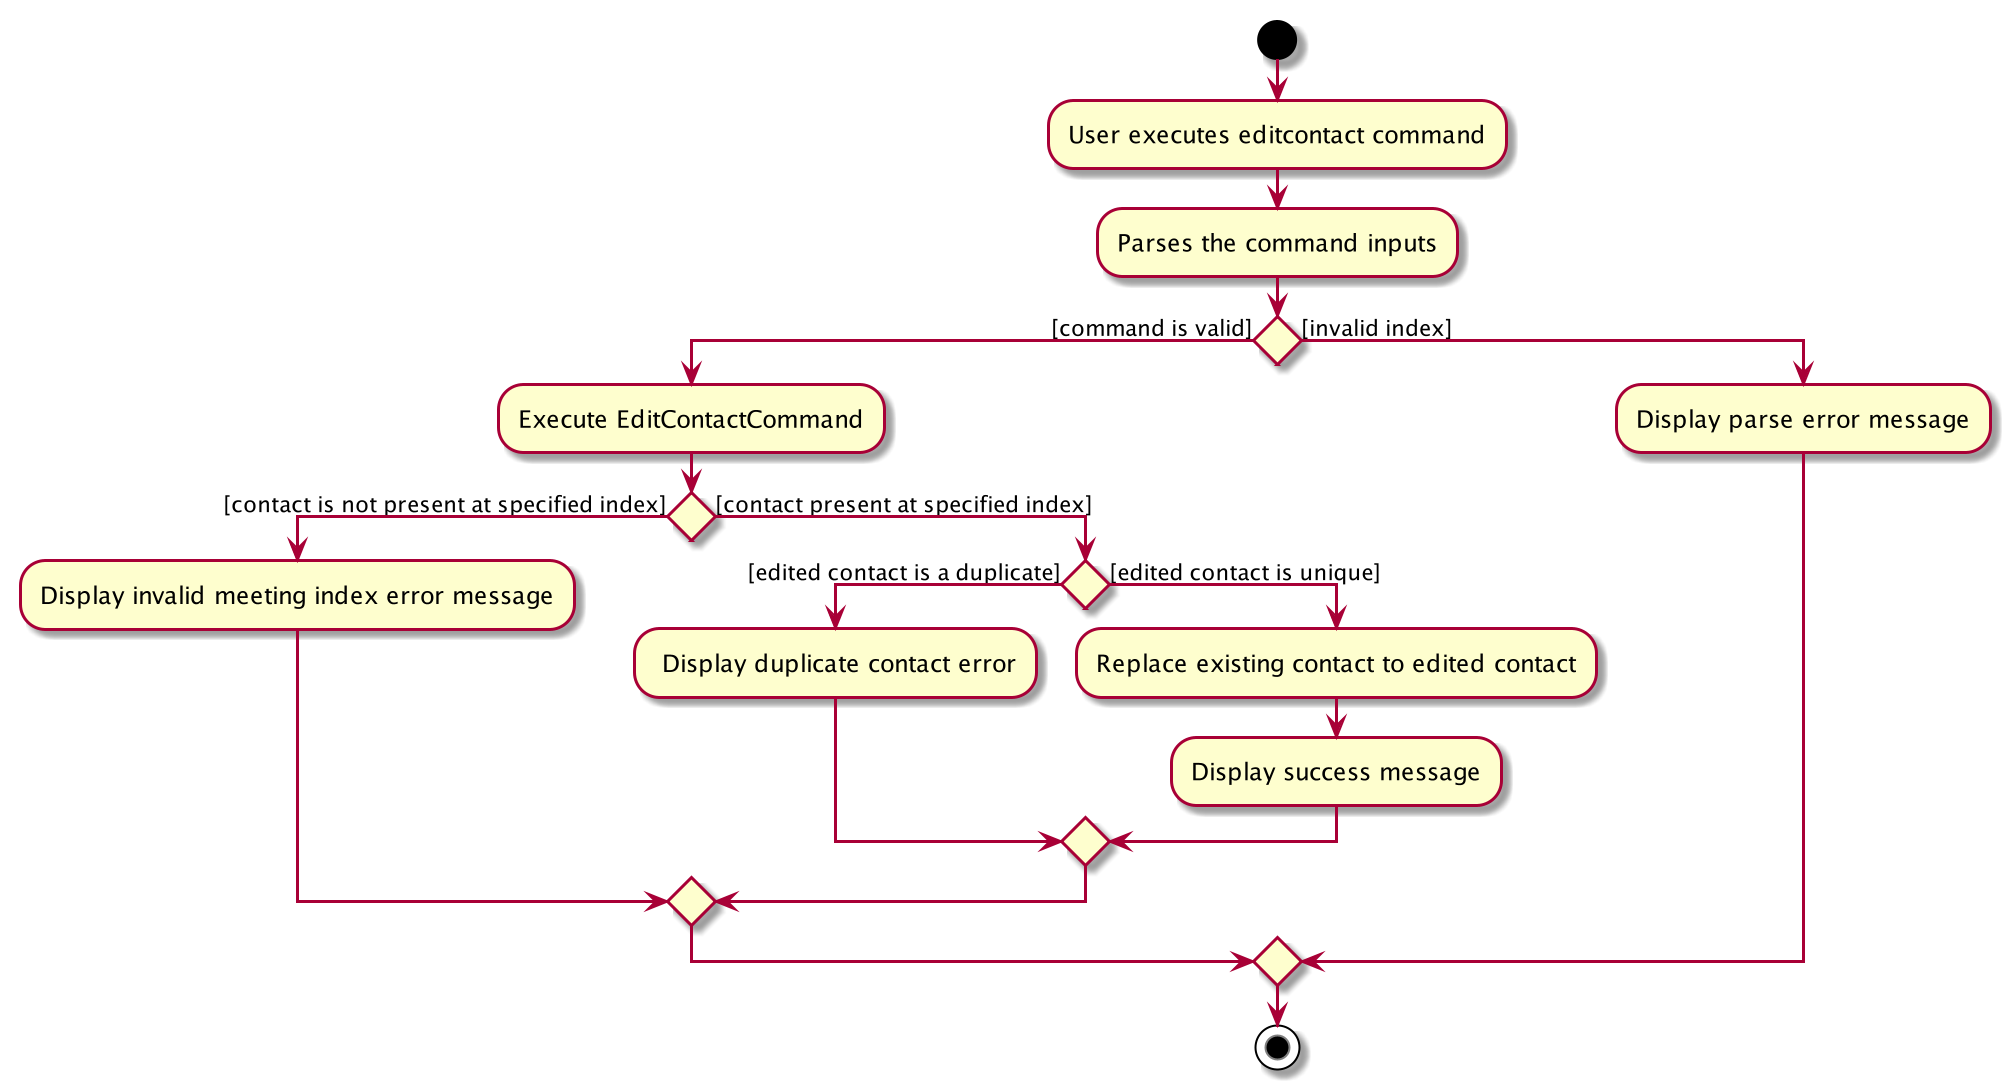 User executes editcontact command
Parses the command inputs
[command is valid]
[invalid index]
Execute EditContactCommand
Display parse error message
[contact is not present at specified index]
[contact present at specified index]
Display invalid meeting index error message
[edited contact is a duplicate]
[edited contact is unique]
Display duplicate contact error
Replace existing contact to edited contact
Display success message